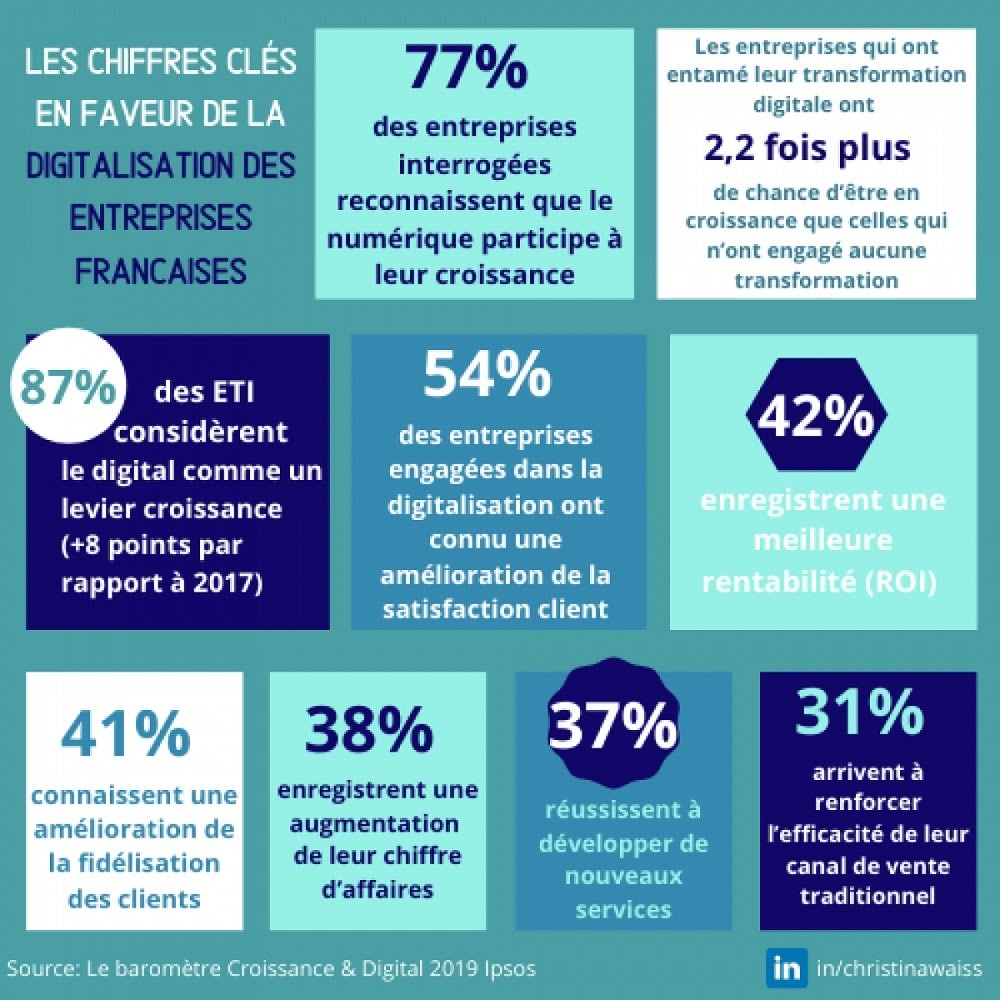 LES CHIFFRES CLÉS
EN FAVEUR DE LA
DIGITALISATION DES
ENTREPRISES
FRANCAISES
77%
des entreprises
interrogées
reconnaissent que le
numérique participe à
leur croissance
Les entreprises qui ont
entamé leur transformation
digitale ont
2,2 fois plus
de chance d'être en
croissance que celles qui
n'ont engagé aucune
transformation
87%
des ETI
considèrent
le digital comme un
levier croissance
(+8 points par
rapport à 2017)
54%
des entreprises
engagées dans la
digitalisation ont
connu une
amélioration de la
satisfaction client
42%
enregistrent une
meilleure
rentabilité (ROI)
41%
connaissent une
amélioration de
la fidélisation
des clients
38%
enregistrent une
augmentation
de leur chiffre
d'affaires
37%
réussissent à
développer de
nouveaux
services
31%
arrivent à
renforcer
l'efficacité de leur
canal de vente
traditionnel
Source: Le baromètre Croissance & Digital 2019 Ipsos
in in/christinawaiss